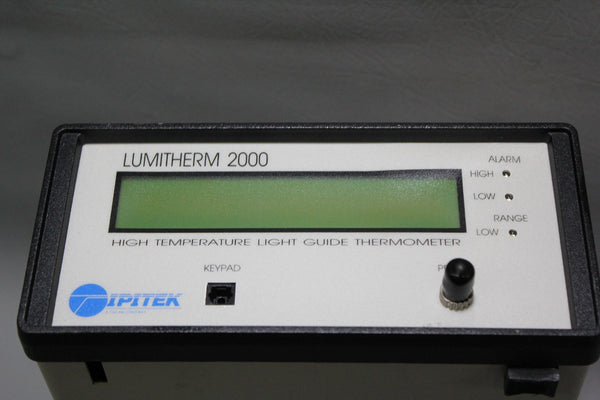 LUMITHERM 2000
ALARM
HIGH
LOW
RANGE
LOW
HIGH TEMPERATURE LIGHT GUIDE THERMOMETER
KEYPAD
IPITEK